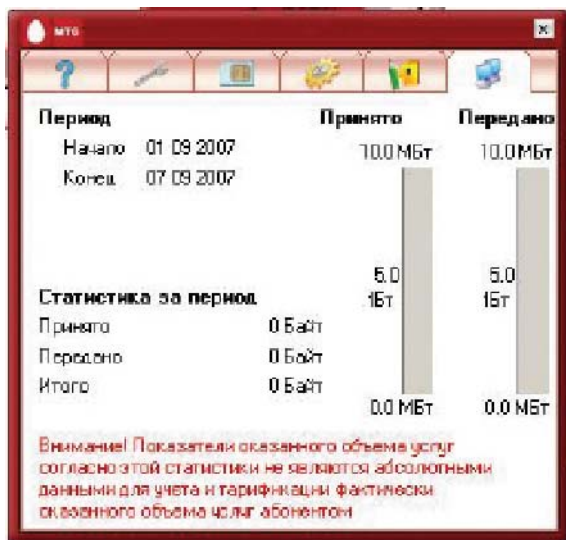 МТС
Период Принято Передано
Начало 01 09 2007 10.0 МБт 10.0 МБт
Конец 07 09 2007
5.0 5.0
Статистика за период 1Бт 1Бт
Принято 0 Байт
Передано 0 Байт
Итого 0 Байт
0.0 МБт 0.0 МБт
Внимание! Показатели оказанного объема услуг
согласно этой статистики не являются абсолютными
данными для учета и тарификации фактически
оказанного объема услуг абонентом